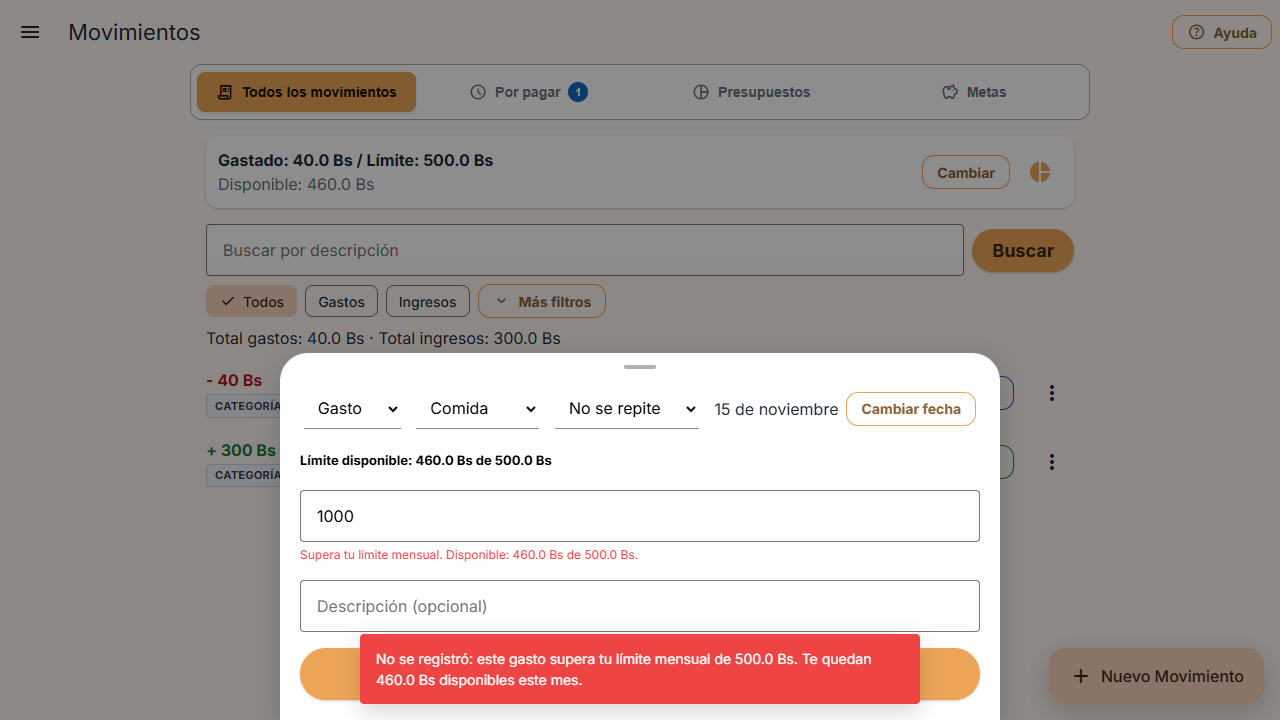 Movimientos
Ayuda
Todos los movimientos
Por pagar 1
Presupuestos
Metas
Gastado: 40.0 Bs / Límite: 500.0 Bs
Disponible: 460.0 Bs
Cambiar
Buscar por descripción
Buscar
Todos
Gastos
Ingresos
Más filtros
Total gastos: 40.0 Bs · Total ingresos: 300.0 Bs
- 40 Bs
CATEGORÍA
+ 300 Bs
CATEGORÍA
Gasto
Comida
No se repite
15 de noviembre
Cambiar fecha
Límite disponible: 460.0 Bs de 500.0 Bs
1000
Supera tu límite mensual. Disponible: 460.0 Bs de 500.0 Bs.
Descripción (opcional)
No se registró: este gasto supera tu límite mensual de 500.0 Bs. Te quedan
460.0 Bs disponibles este mes.
Nuevo Movimiento